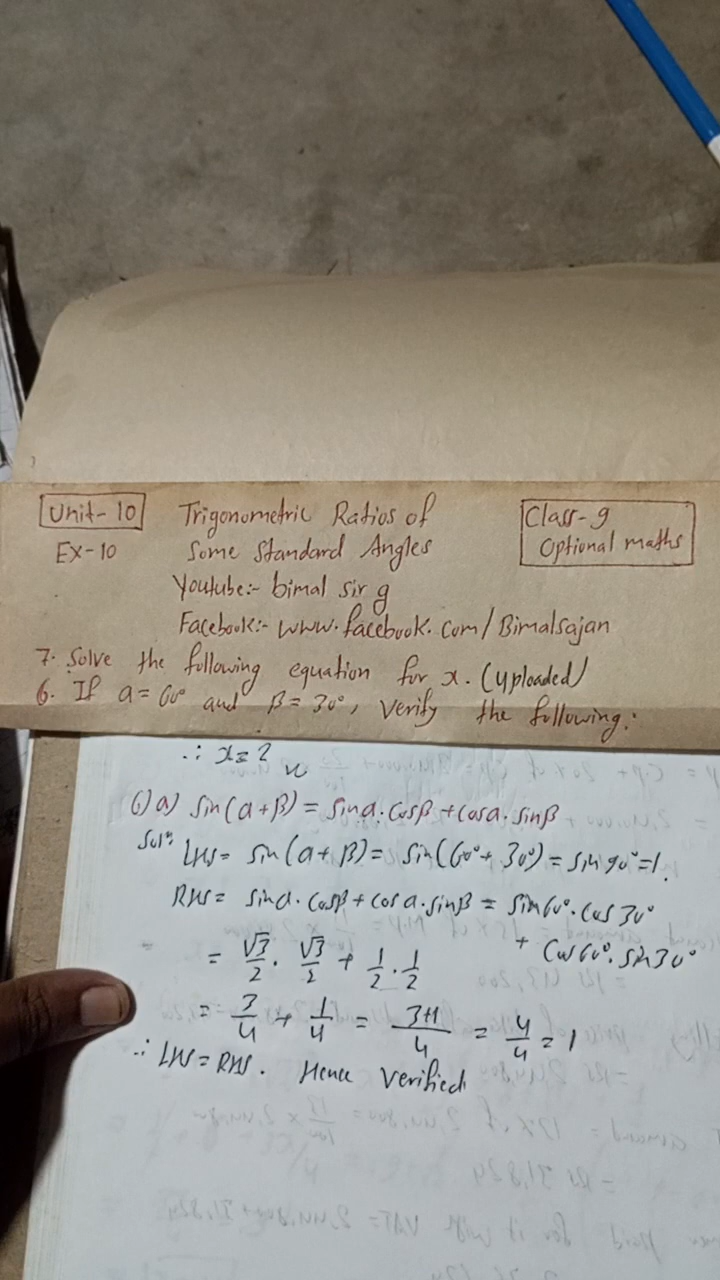 Unit-10 Trigonometric Ratios of Class-9
Ex-10 Some Standard Angles Optional maths
Youtube:- bimal sir g
Facebook:- www.facebook.com/Bimalsajan
7. Solve the following equation for x. (uploaded)
6. If α = 60° and β = 30°, verify the following:
∴ x = 2
6) a) sin(α+β) = sinα.cosβ + cosα.sinβ
Solⁿ: LHS = sin(α+β) = sin(60°+30°) = sin90° = 1.
RHS = sinα.cosβ + cosα.sinβ = sin60°.cos30°
+ cos60°.sin30°
= √3/2 . √3/2 + 1/2 . 1/2
= 3/4 + 1/4 = 3+1/4 = 4/4 = 1
∴ LHS = RHS. Hence Verified